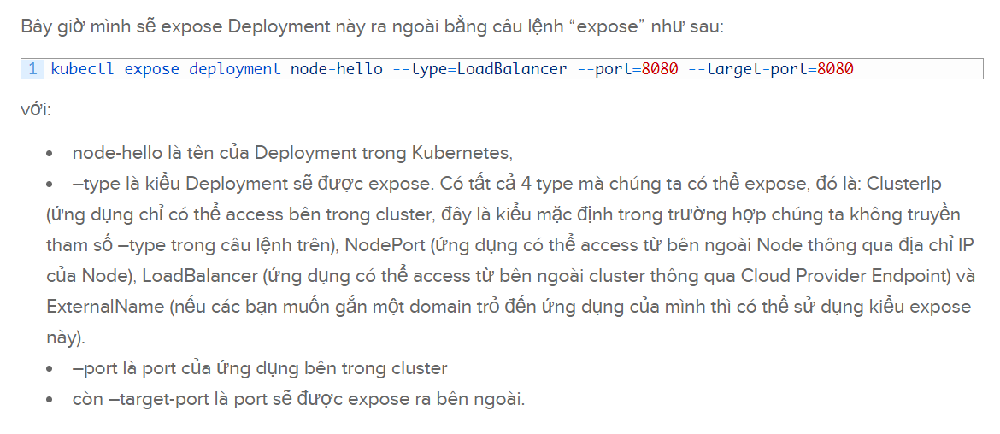 Bây giờ mình sẽ expose Deployment này ra ngoài bằng câu lệnh “expose” như sau:
1 kubectl expose deployment node-hello --type=LoadBalancer --port=8080 --target-port=8080
với:
• node-hello là tên của Deployment trong Kubernetes,
• –type là kiểu Deployment sẽ được expose. Có tất cả 4 type mà chúng ta có thể expose, đó là: ClusterIp
(ứng dụng chỉ có thể access bên trong cluster, đây là kiểu mặc định trong trường hợp chúng ta không truyền
tham số –type trong câu lệnh trên), NodePort (ứng dụng có thể access từ bên ngoài Node thông qua địa chỉ IP
của Node), LoadBalancer (ứng dụng có thể access từ bên ngoài cluster thông qua Cloud Provider Endpoint) và
ExternalName (nếu các bạn muốn gắn một domain trỏ đến ứng dụng của mình thì có thể sử dụng kiểu expose
này).
• –port là port của ứng dụng bên trong cluster
• còn –target-port là port sẽ được expose ra bên ngoài.